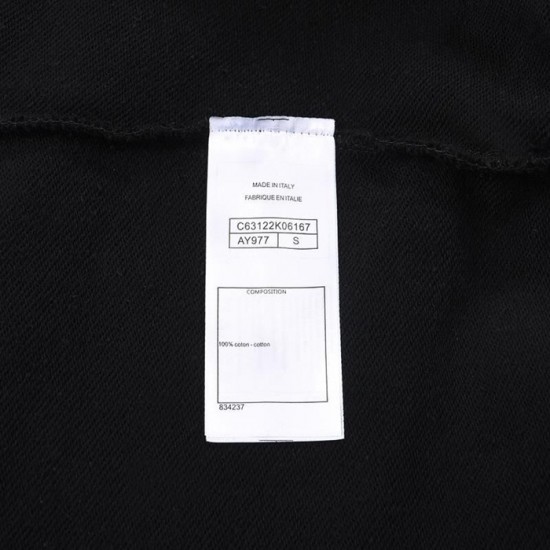 MADE IN ITALY
FABRIQUE EN ITALIE
C63122K06167
AY977 S
COMPOSITION
100% coton - cotton
834237